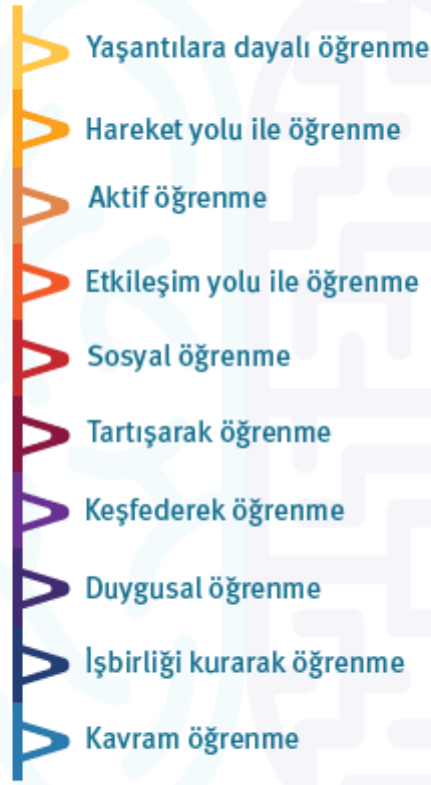 Yaşantılara dayalı öğrenme
Hareket yolu ile öğrenme
Aktif öğrenme
Etkileşim yolu ile öğrenme
Sosyal öğrenme
Tartışarak öğrenme
Keşfederek öğrenme
Duygusal öğrenme
İşbirliği kurarak öğrenme
Kavram öğrenme